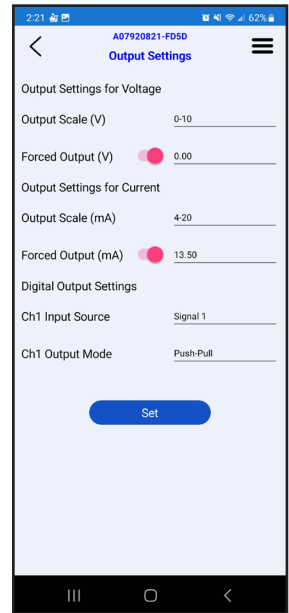 2:21 62%
A07920821-FD5D
Output Settings
Output Settings for Voltage
Output Scale (V) 0-10
Forced Output (V) 0.00
Output Settings for Current
Output Scale (mA) 4-20
Forced Output (mA) 13.50
Digital Output Settings
Ch1 Input Source Signal 1
Ch1 Output Mode Push-Pull
Set